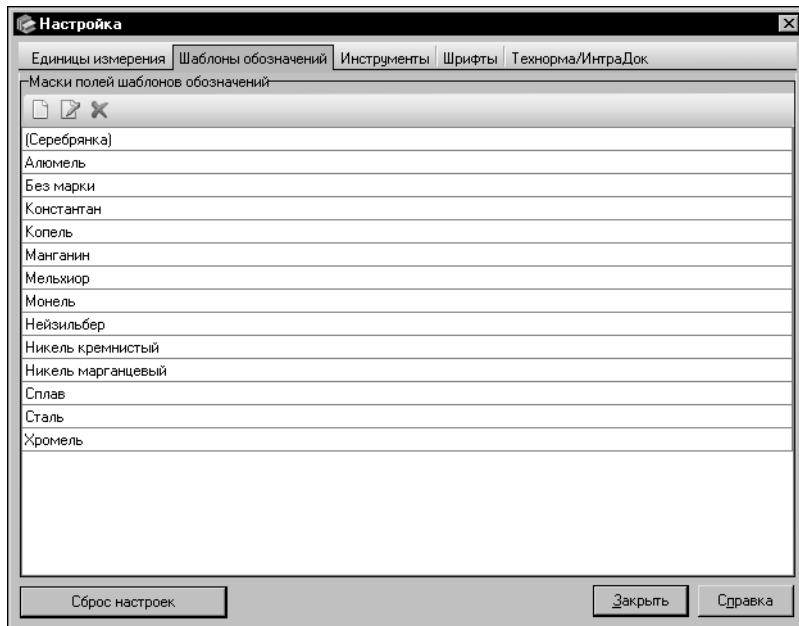 Настройка
Единицы измерения Шаблоны обозначений Инструменты Шрифты Технорма/ИнтраДок
Маски полей шаблонов обозначений
(Серебрянка)
Алюмель
Без марки
Константан
Копель
Манганин
Мельхиор
Монель
Нейзильбер
Никель кремнистый
Никель марганцевый
Сплав
Сталь
Хромель
Сброс настроек Закрыть Справка